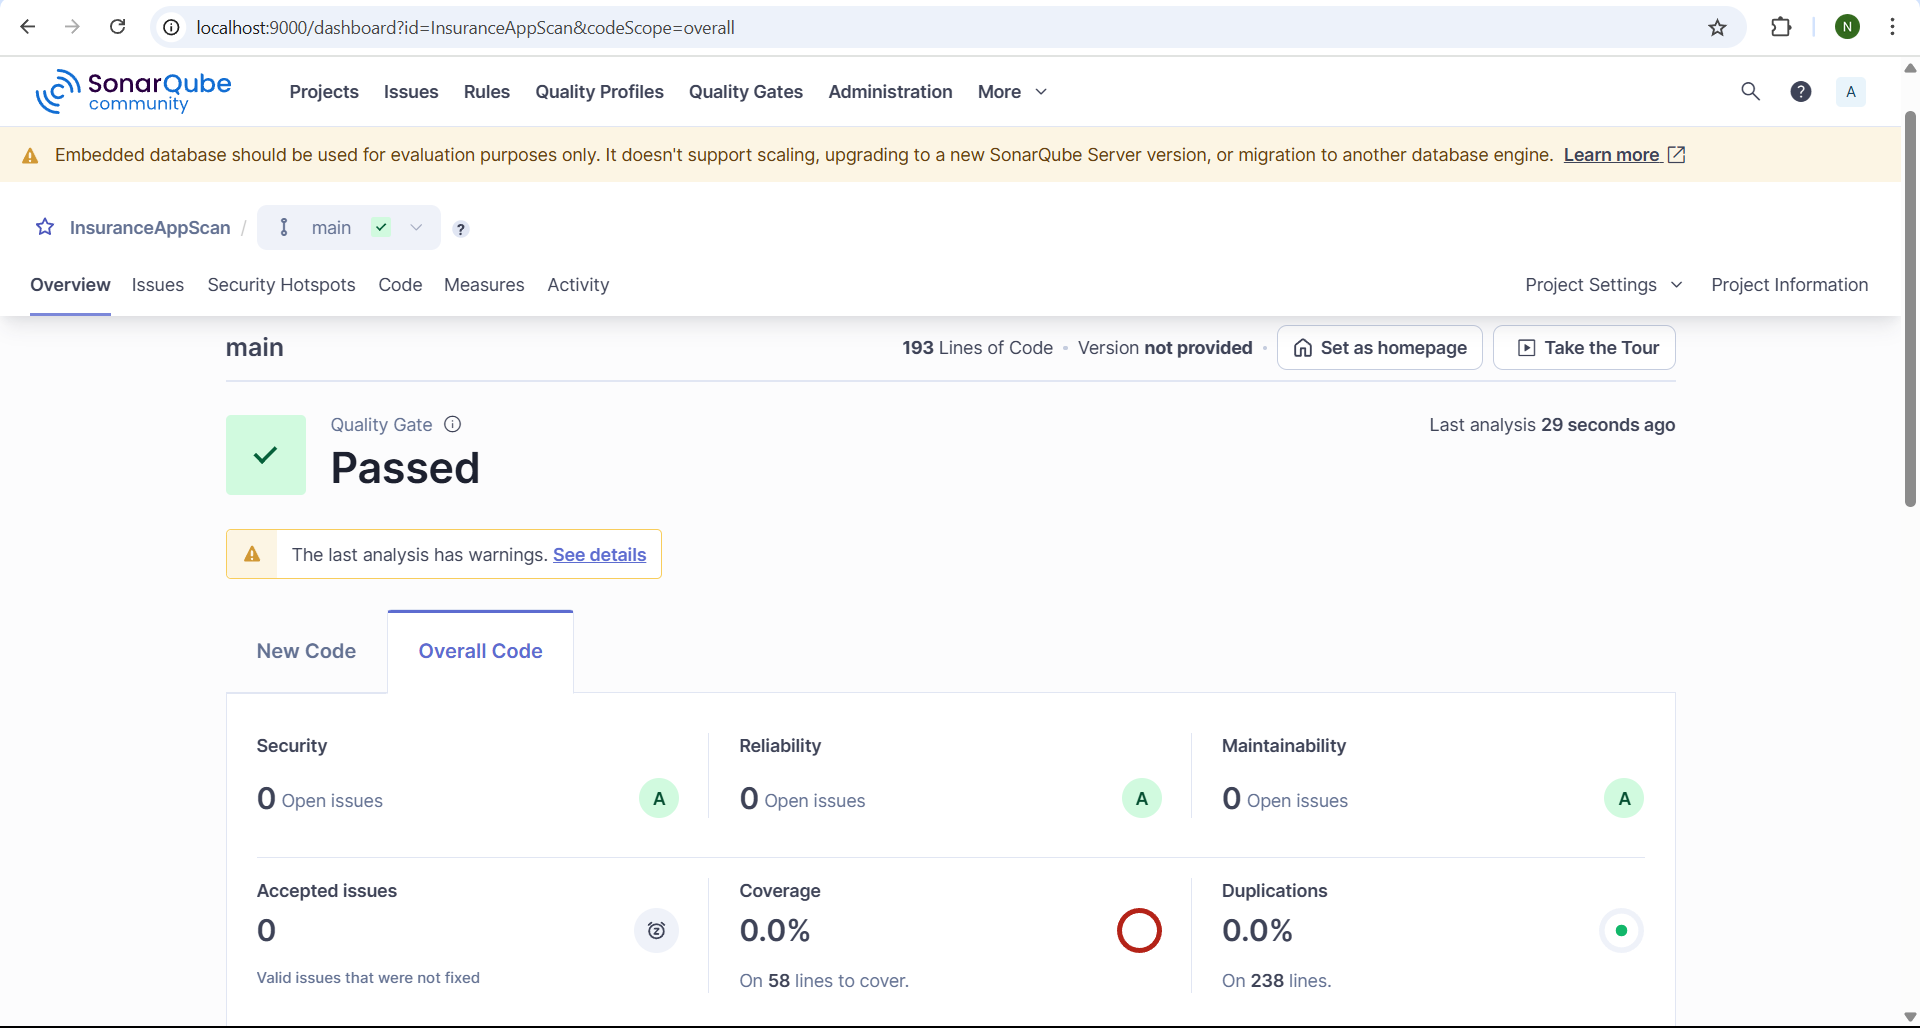 localhost:9000/dashboard?id=InsuranceAppScan&codeScope=overall
N
SonarQube community
Projects Issues Rules Quality Profiles Quality Gates Administration More
? A
Embedded database should be used for evaluation purposes only. It doesn't support scaling, upgrading to a new SonarQube Server version, or migration to another database engine. Learn more
InsuranceAppScan / main ?
Overview Issues Security Hotspots Code Measures Activity Project Settings Project Information
main 193 Lines of Code • Version not provided • Set as homepage Take the Tour
Quality Gate
Last analysis 29 seconds ago
Passed
The last analysis has warnings. See details
New Code Overall Code
Security Reliability Maintainability
0 Open issues A 0 Open issues A 0 Open issues A
Accepted issues Coverage Duplications
0 0.0% 0.0%
Valid issues that were not fixed On 58 lines to cover. On 238 lines.